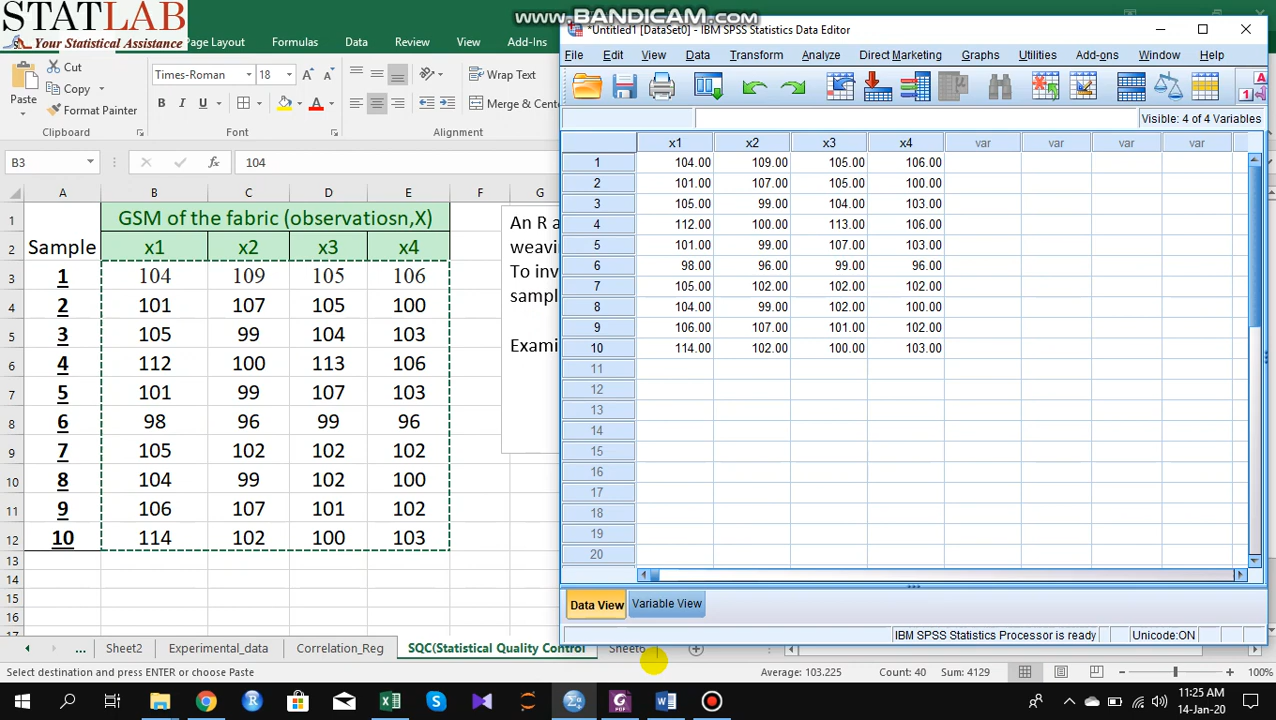 www.BANDICAM.com
STATLAB
Your Statistical Assistance
Page Layout Formulas Data Review View Add-Ins
Cut
Copy
Format Painter
Paste
Clipboard
Times-Roman 18
B I U
Font
Wrap Text
Merge & Cente
Alignment
B3 fx 104
A B C D E F G
1 GSM of the fabric (observatiosn,X)
2 Sample x1 x2 x3 x4
3 1 104 109 105 106
4 2 101 107 105 100
5 3 105 99 104 103
6 4 112 100 113 106
7 5 101 99 107 103
8 6 98 96 99 96
9 7 105 102 102 102
10 8 104 99 102 100
11 9 106 107 101 102
12 10 114 102 100 103
13
14
15
16
17
An R a
weavi
To inv
sampl
Exami
*Untitled1 [DataSet0] - IBM SPSS Statistics Data Editor
File Edit View Data Transform Analyze Direct Marketing Graphs Utilities Add-ons Window Help
Visible: 4 of 4 Variables
x1 x2 x3 x4 var var var var
1 104.00 109.00 105.00 106.00
2 101.00 107.00 105.00 100.00
3 105.00 99.00 104.00 103.00
4 112.00 100.00 113.00 106.00
5 101.00 99.00 107.00 103.00
6 98.00 96.00 99.00 96.00
7 105.00 102.00 102.00 102.00
8 104.00 99.00 102.00 100.00
9 106.00 107.00 101.00 102.00
10 114.00 102.00 100.00 103.00
11
12
13
14
15
16
17
18
19
20
Data View Variable View
IBM SPSS Statistics Processor is ready Unicode:ON
... Sheet2 Experimental_data Correlation_Reg SQC(Statistical Quality Control Sheet6
Select destination and press ENTER or choose Paste Average: 103.225 Count: 40 Sum: 4129 100%
11:25 AM
14-Jan-20